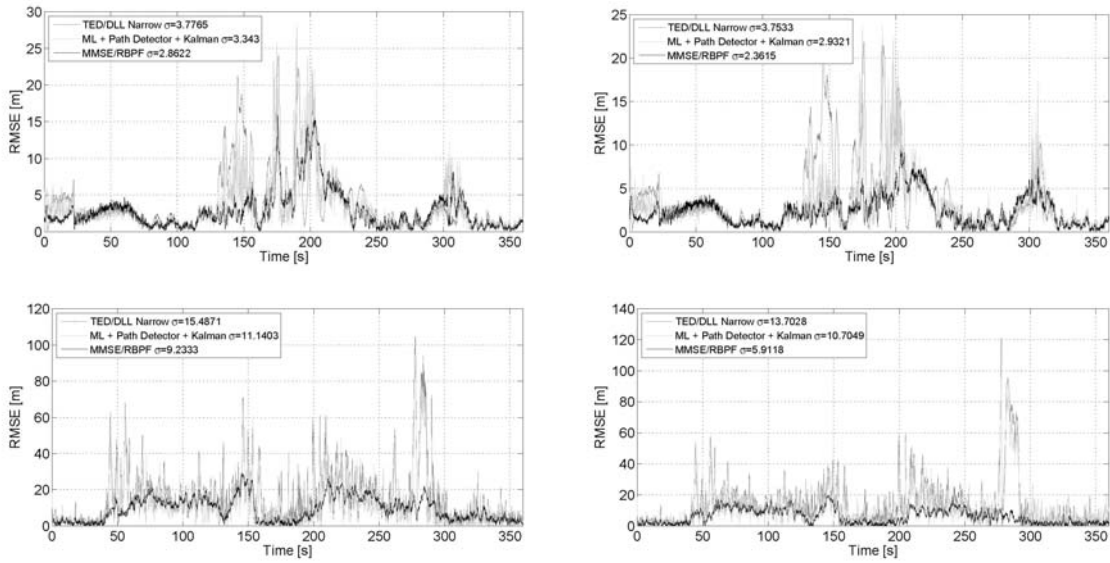 30
25
20
15
10
5
0
RMSE [m]
TED/DLL Narrow σ=3.7765
ML + Path Detector + Kalman σ=3.343
MMSE/RBPF σ=2.8622
0 50 100 150 200 250 300 350
Time [s]
25
20
15
10
5
0
RMSE [m]
TED/DLL Narrow σ=3.7533
ML + Path Detector + Kalman σ=2.9321
MMSE/RBPF σ=2.3615
0 50 100 150 200 250 300 350
Time [s]
120
100
80
60
40
20
0
RMSE [m]
TED/DLL Narrow σ=15.4871
ML + Path Detector + Kalman σ=11.1403
MMSE/RBPF σ=9.2333
0 50 100 150 200 250 300 350
Time [s]
140
120
100
80
60
40
20
0
RMSE [m]
TED/DLL Narrow σ=13.7028
ML + Path Detector + Kalman σ=10.7049
MMSE/RBPF σ=5.9118
0 50 100 150 200 250 300 350
Time [s]